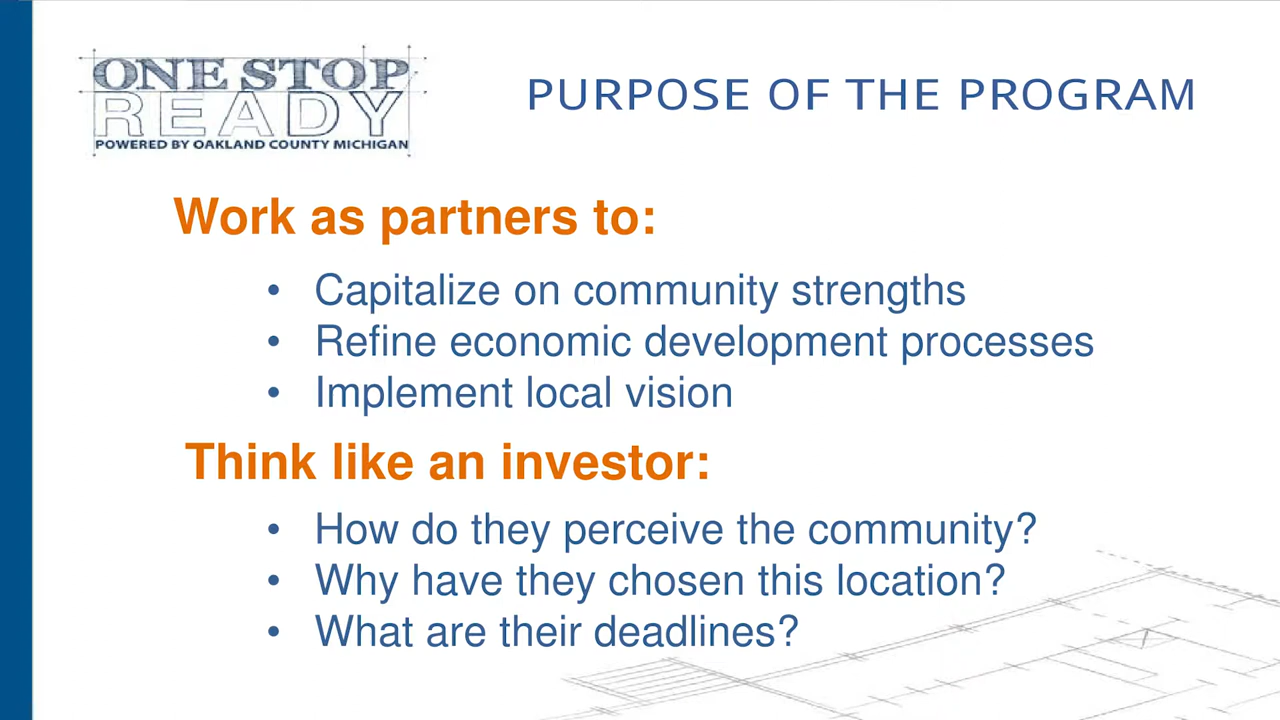 ONE STOP
READY
POWERED BY OAKLAND COUNTY MICHIGAN
PURPOSE OF THE PROGRAM
Work as partners to:
• Capitalize on community strengths
• Refine economic development processes
• Implement local vision
Think like an investor:
• How do they perceive the community?
• Why have they chosen this location?
• What are their deadlines?